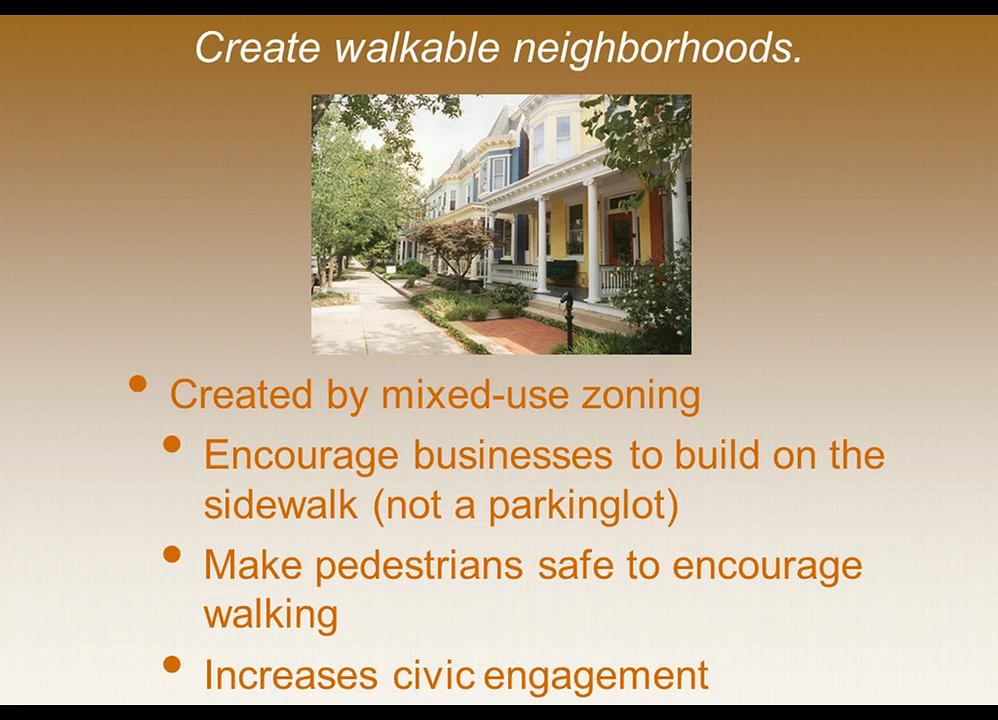 Create walkable neighborhoods.
• Created by mixed-use zoning
• Encourage businesses to build on the
sidewalk (not a parkinglot)
• Make pedestrians safe to encourage
walking
• Increases civic engagement